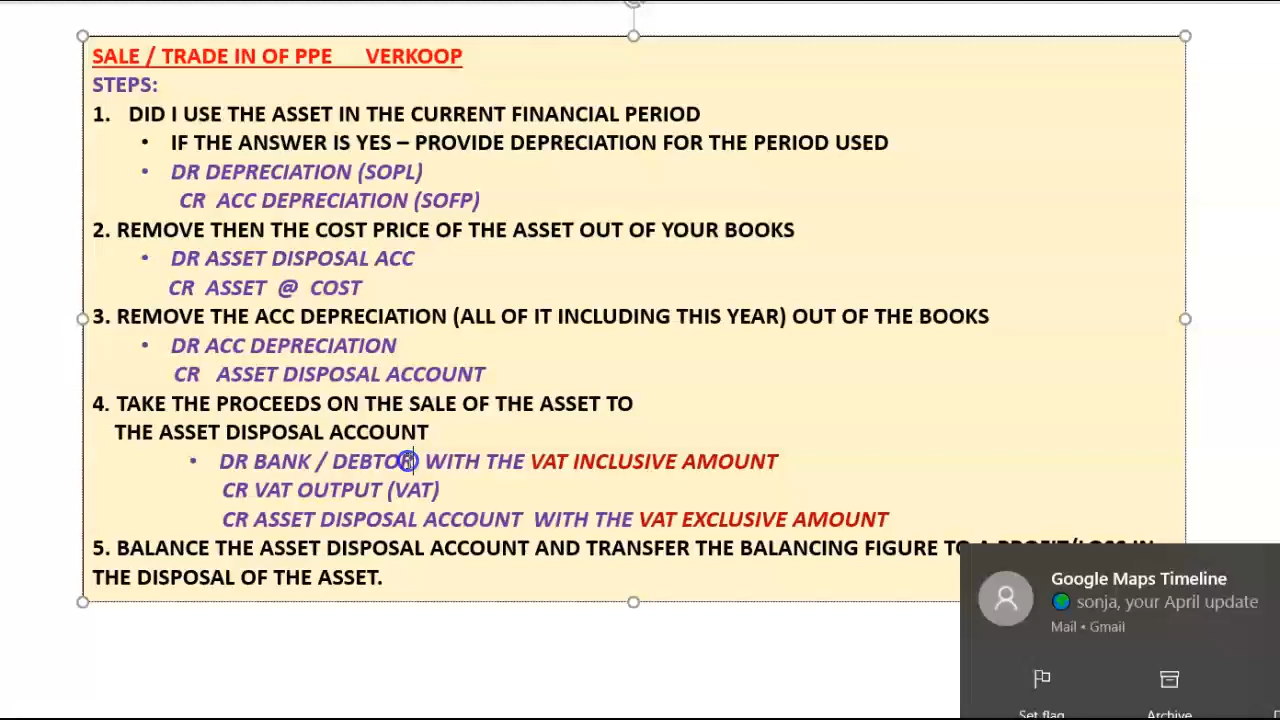 SALE / TRADE IN OF PPE VERKOOP
STEPS:
1. DID I USE THE ASSET IN THE CURRENT FINANCIAL PERIOD
• IF THE ANSWER IS YES – PROVIDE DEPRECIATION FOR THE PERIOD USED
• DR DEPRECIATION (SOPL)
CR ACC DEPRECIATION (SOFP)
2. REMOVE THEN THE COST PRICE OF THE ASSET OUT OF YOUR BOOKS
• DR ASSET DISPOSAL ACC
CR ASSET @ COST
3. REMOVE THE ACC DEPRECIATION (ALL OF IT INCLUDING THIS YEAR) OUT OF THE BOOKS
• DR ACC DEPRECIATION
CR ASSET DISPOSAL ACCOUNT
4. TAKE THE PROCEEDS ON THE SALE OF THE ASSET TO
THE ASSET DISPOSAL ACCOUNT
• DR BANK / DEBTOR WITH THE VAT INCLUSIVE AMOUNT
CR VAT OUTPUT (VAT)
CR ASSET DISPOSAL ACCOUNT WITH THE VAT EXCLUSIVE AMOUNT
5. BALANCE THE ASSET DISPOSAL ACCOUNT AND TRANSFER THE BALANCING FIGURE TO A PROFIT/LOSS IN
THE DISPOSAL OF THE ASSET.
Google Maps Timeline
sonja, your April update
Mail • Gmail
Set flag Archive